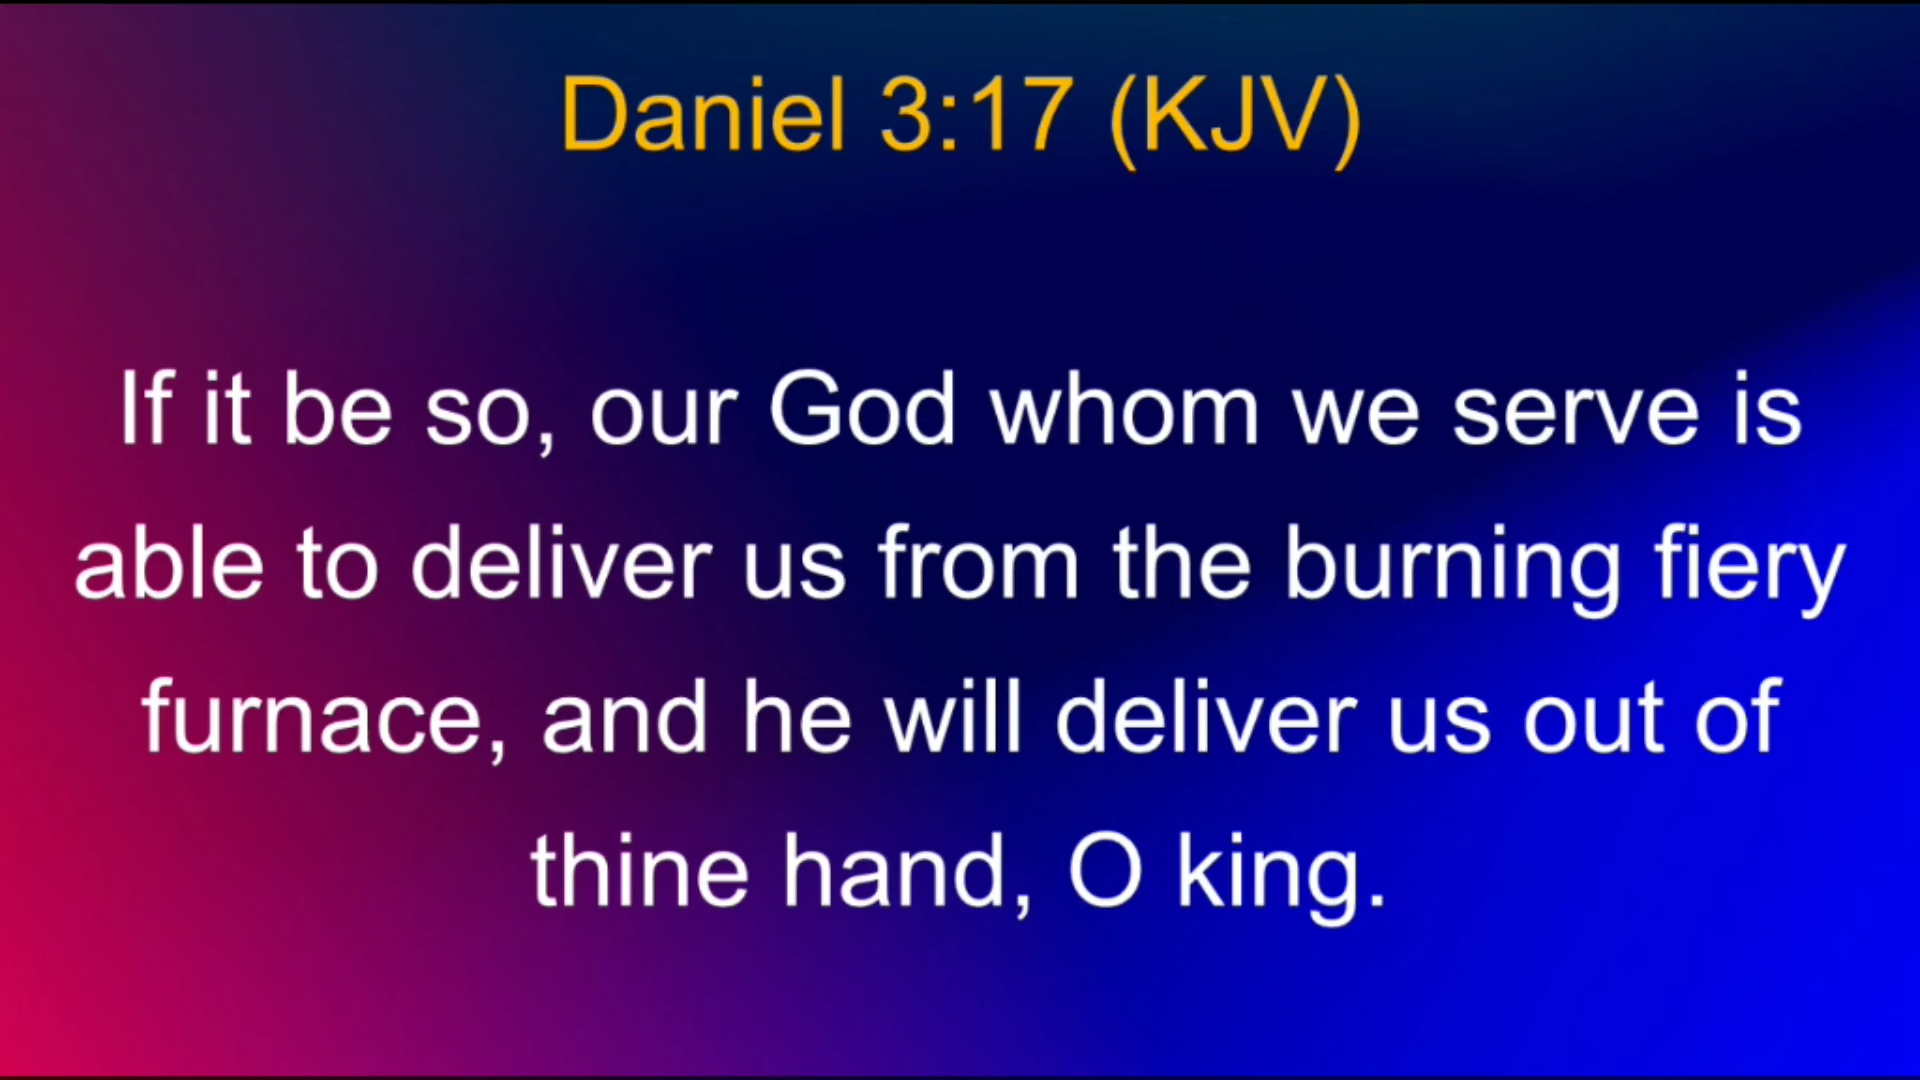 Daniel 3:17 (KJV)
If it be so, our God whom we serve is
able to deliver us from the burning fiery
furnace, and he will deliver us out of
thine hand, O king.